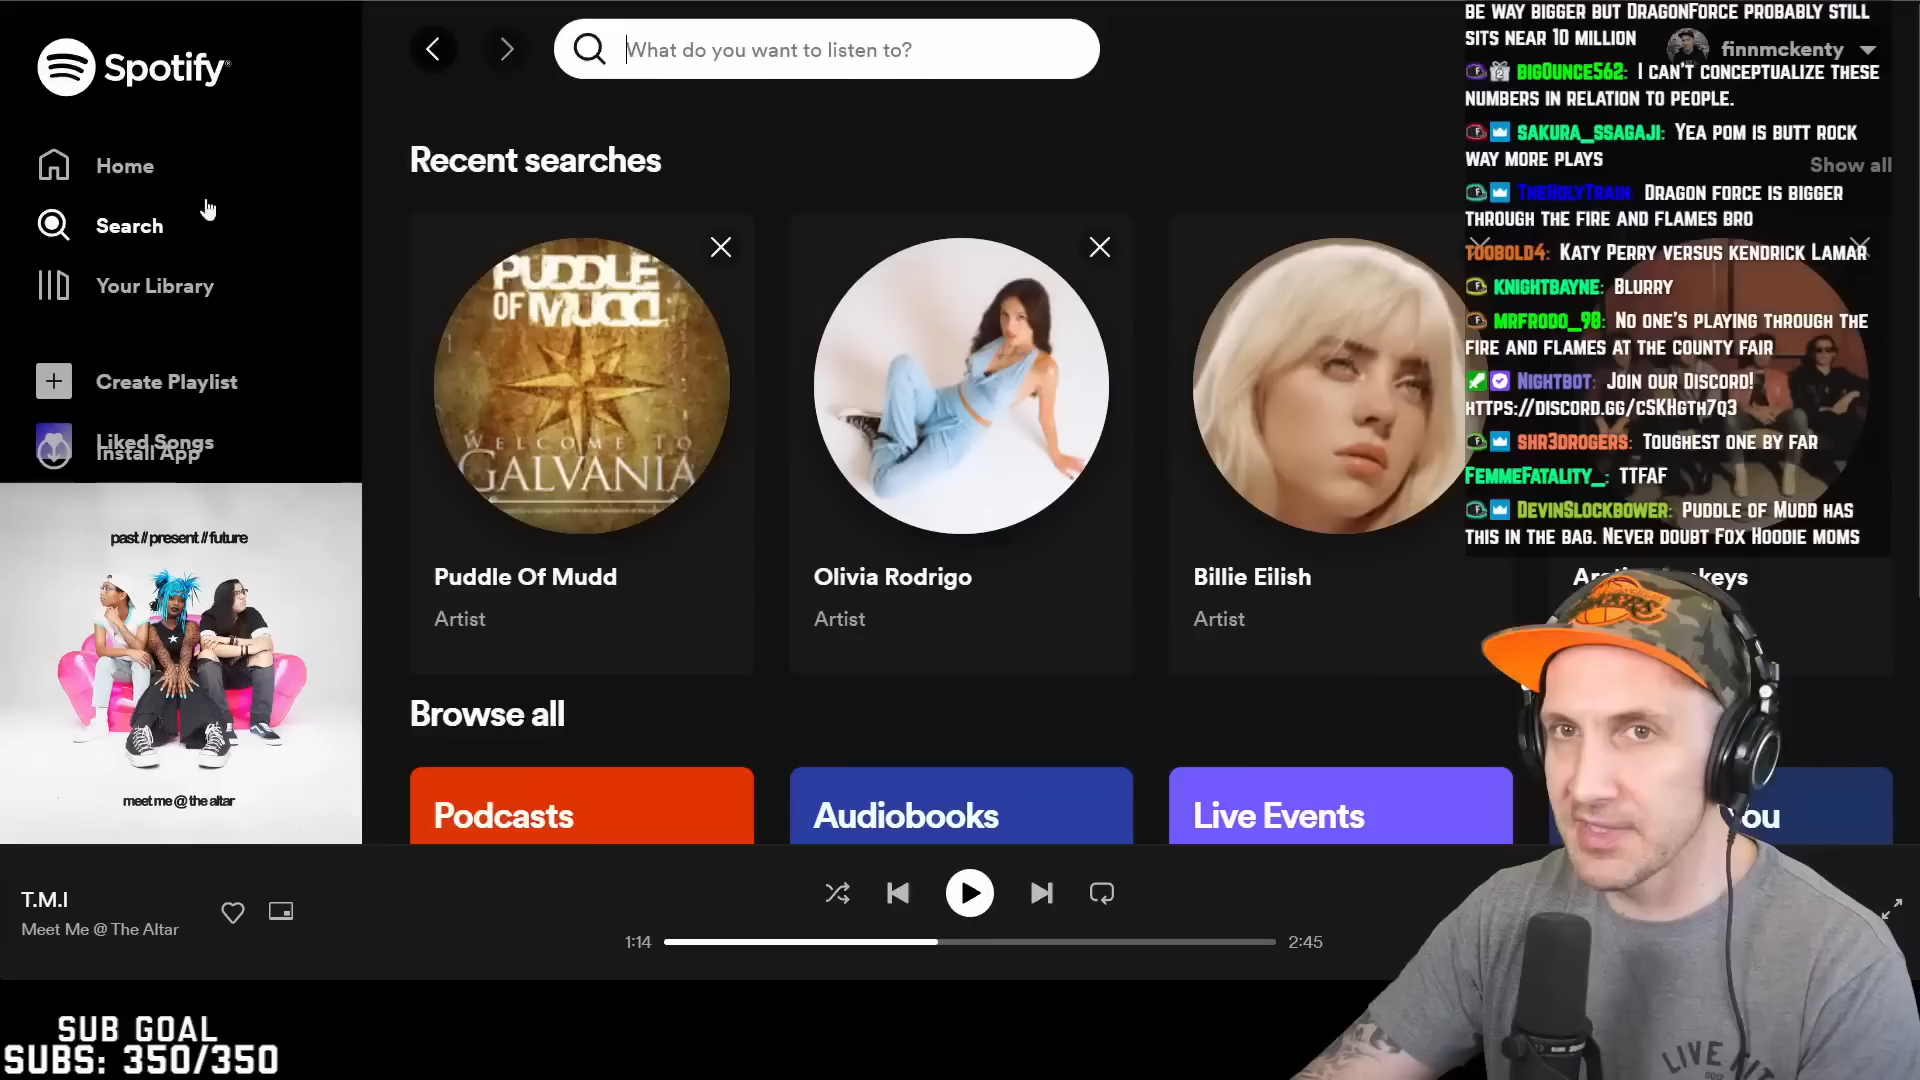 Spotify
Home
Search
Your Library
Create Playlist
Liked Songs
Install App
past // present // future
meet me @ the altar
T.M.I
Meet Me @ The Altar
SUB GOAL
SUBS: 350/350
What do you want to listen to?
finnmckenty
Recent searches
Show all
PUDDLE
OF MUDD
WELCOME TO
GALVANIA
Puddle Of Mudd
Artist
Olivia Rodrigo
Artist
Billie Eilish
Artist
Browse all
Podcasts
Audiobooks
Live Events
1:14
2:45
BE WAY BIGGER BUT DRAGONFORCE PROBABLY STILL
SITS NEAR 10 MILLION
BIGOUNCE562: I CAN'T CONCEPTUALIZE THESE
NUMBERS IN RELATION TO PEOPLE.
SAKURA_SSAGAJI: YEA POM IS BUTT ROCK
WAY MORE PLAYS
THEHOLYTRAIN: DRAGON FORCE IS BIGGER
THROUGH THE FIRE AND FLAMES BRO
TOOBOLD4: KATY PERRY VERSUS KENDRICK LAMAR
KNIGHTBAYNE: BLURRY
MRFRODO_98: NO ONE'S PLAYING THROUGH THE
FIRE AND FLAMES AT THE COUNTY FAIR
NIGHTBOT: JOIN OUR DISCORD!
HTTPS://DISCORD.GG/CSKHGTH7Q3
SHR3DROGERS: TOUGHEST ONE BY FAR
FEMMEFATALITY_: TTFAF
DEVINSLOCKBOWER: PUDDLE OF MUDD HAS
THIS IN THE BAG. NEVER DOUBT FOX HOODIE MOMS
LIVE